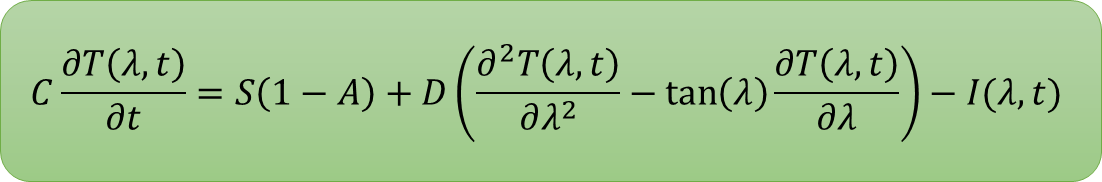 C ∂T(λ, t)/∂t = S(1 − A) + D (∂²T(λ, t)/∂λ² − tan(λ) ∂T(λ, t)/∂λ) − I(λ, t)